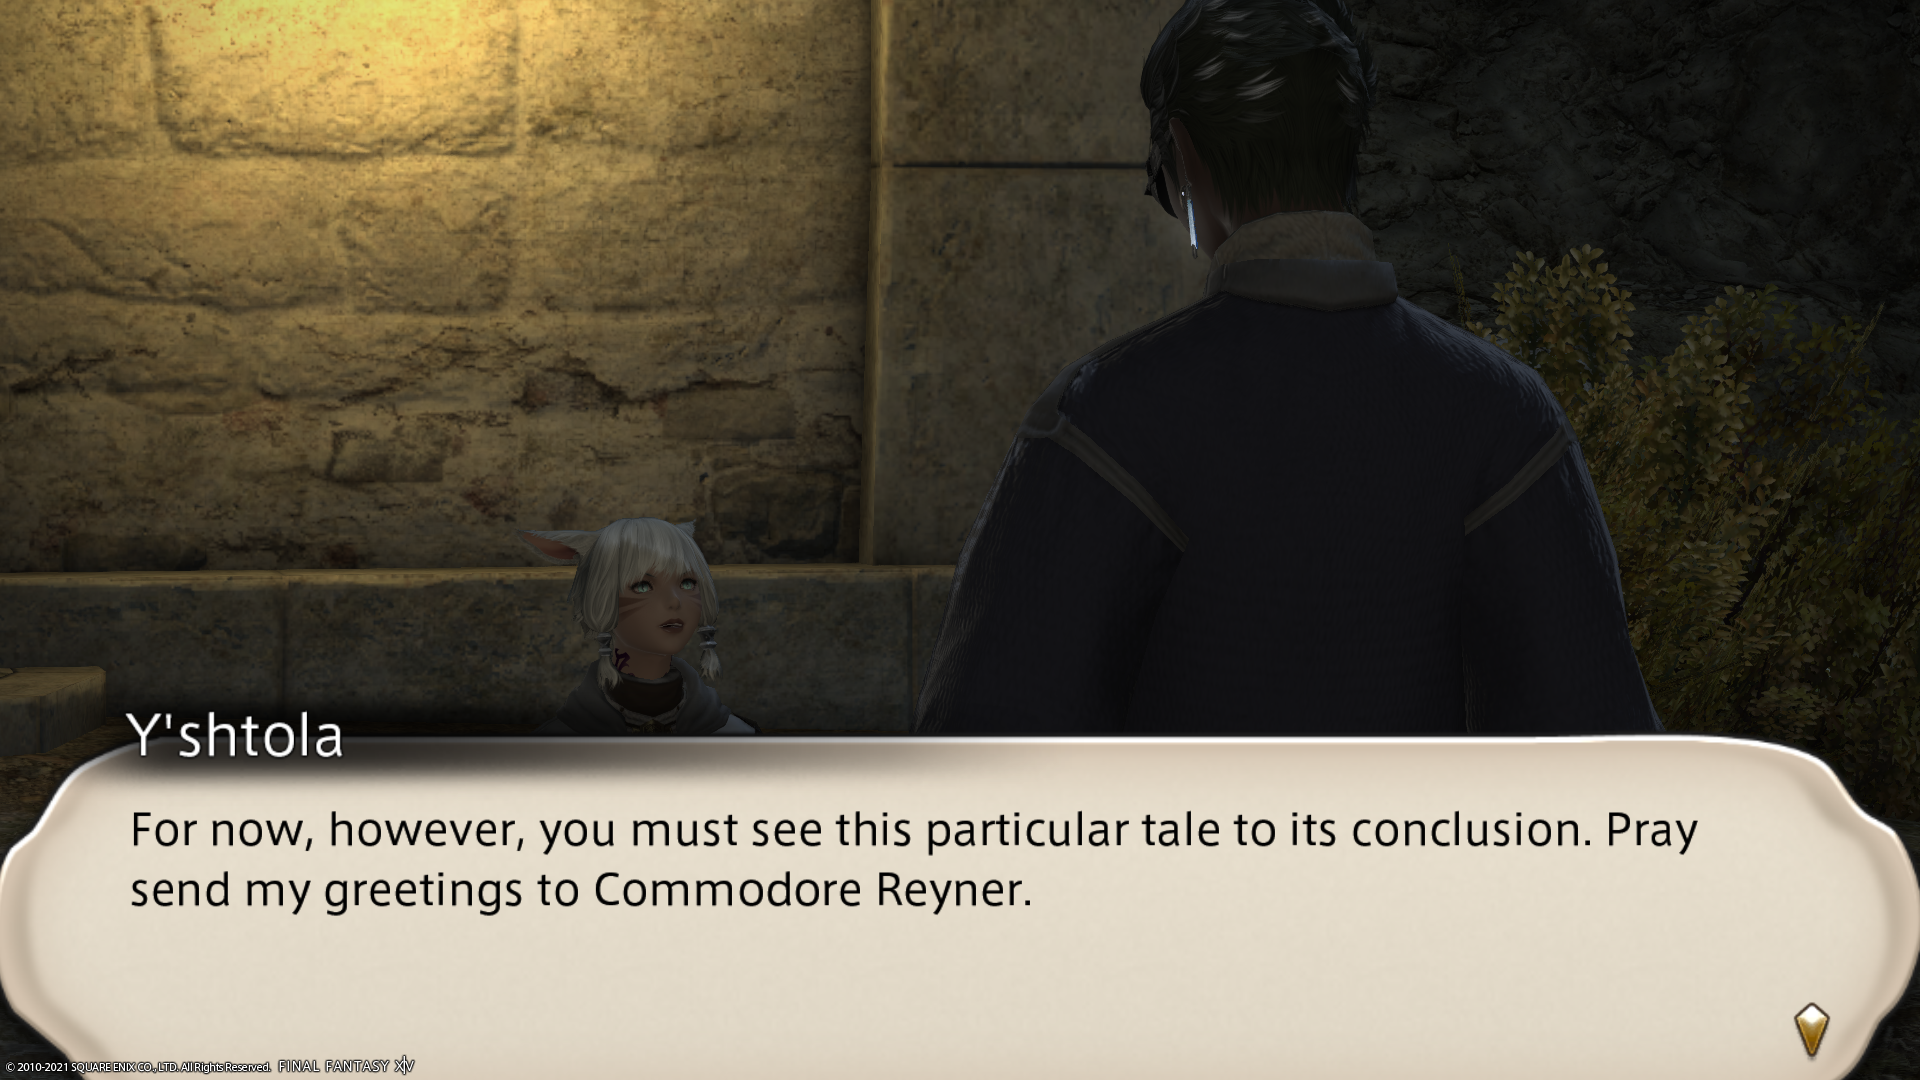 Y'shtola
For now, however, you must see this particular tale to its conclusion. Pray
send my greetings to Commodore Reyner.
© 2010-2021 SQUARE ENIX CO., LTD. All Rights Reserved. FINAL FANTASY XIV